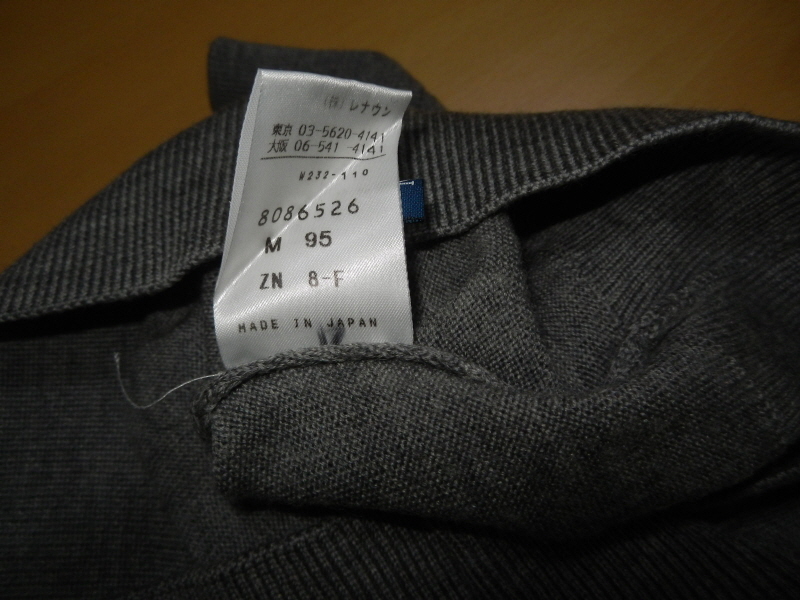 (株) レナウン
東京 03-5620-4141
大阪 06-541 -4141
W232-110
8086526
M 95
ZN 8-F
MADE IN JAPAN